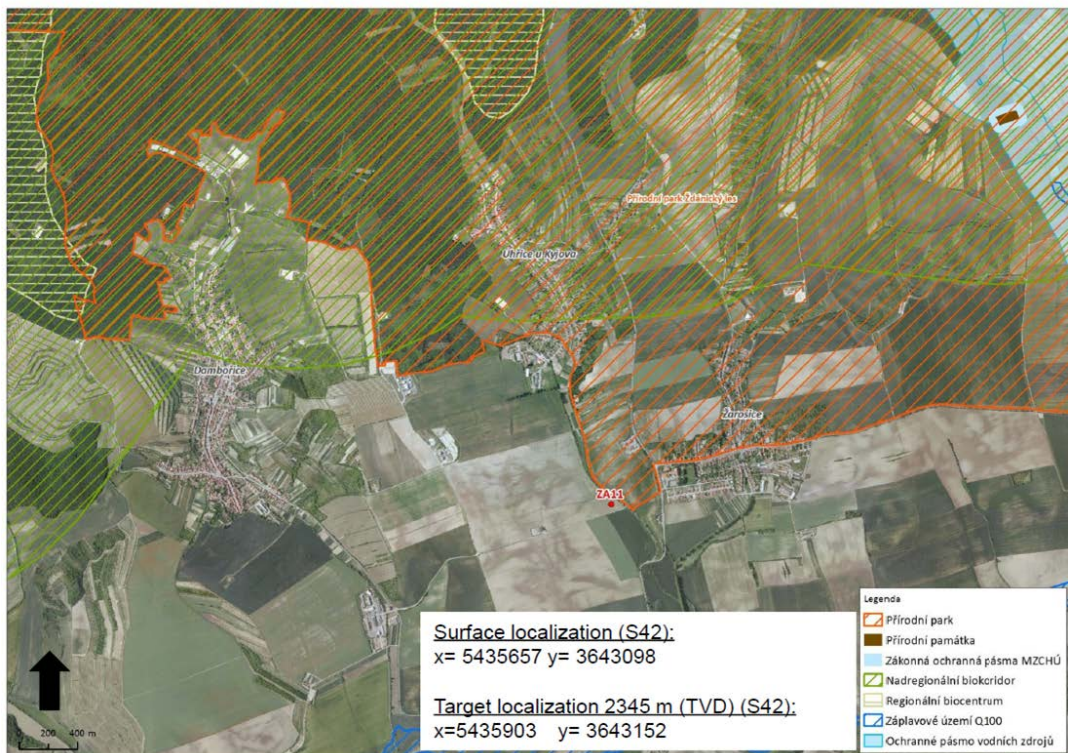 Přírodní park Ždánický les
Uhřice u Kyjova
Dambořice
Žarošice
ZA11
Surface localization (S42):
x= 5435657 y= 3643098
Target localization 2345 m (TVD) (S42):
x=5435903 y= 3643152
0 200 400 m
Legenda
Přírodní park
Přírodní památka
Zákonná ochranná pásma MZCHÚ
Nadregionální biokoridor
Regionální biocentrum
Záplavové území Q100
Ochranné pásmo vodních zdrojů